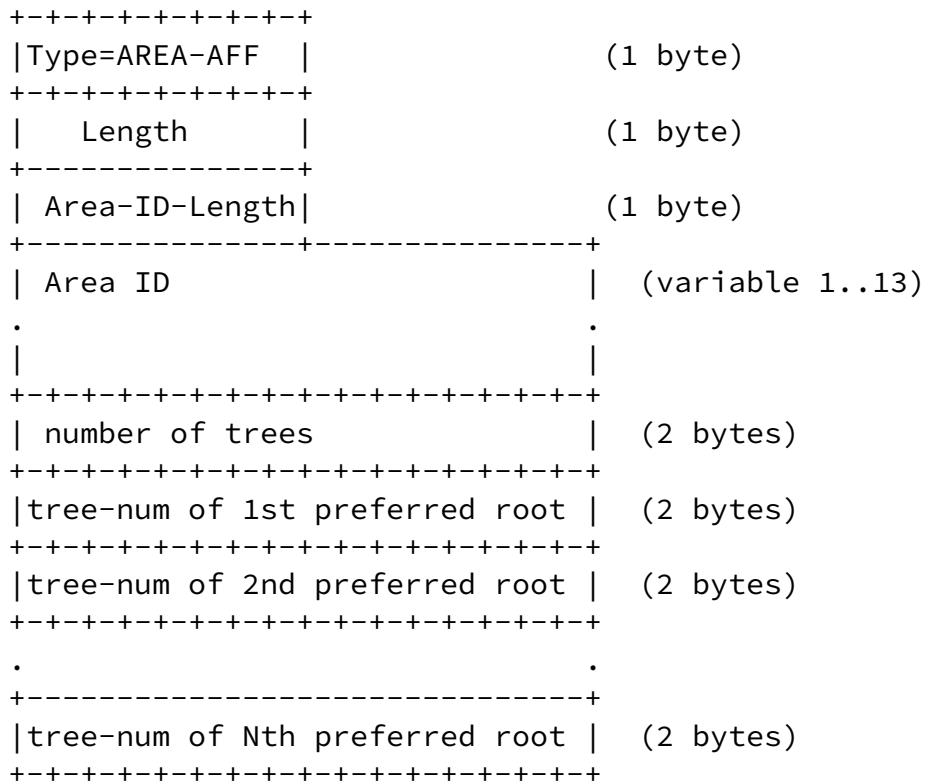 +-+-+-+-+-+-+-+-+
|Type=AREA-AFF  |                (1 byte)
+-+-+-+-+-+-+-+-+
|   Length      |                (1 byte)
+---------------+
| Area-ID-Length|                (1 byte)
+---------------+---------------+
| Area ID                       |  (variable 1..13)
.                               .
|                               |
+-+-+-+-+-+-+-+-+-+-+-+-+-+-+-+-+
| number of trees               |  (2 bytes)
+-+-+-+-+-+-+-+-+-+-+-+-+-+-+-+-+
|tree-num of 1st preferred root |  (2 bytes)
+-+-+-+-+-+-+-+-+-+-+-+-+-+-+-+-+
|tree-num of 2nd preferred root |  (2 bytes)
+-+-+-+-+-+-+-+-+-+-+-+-+-+-+-+-+
.                               .
+-------------------------------+
|tree-num of Nth preferred root |  (2 bytes)
+-+-+-+-+-+-+-+-+-+-+-+-+-+-+-+-+